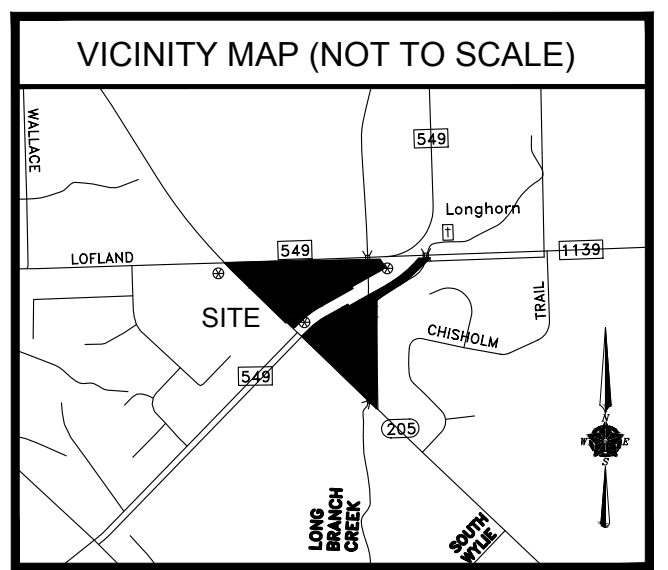 VICINITY MAP (NOT TO SCALE)
WALLACE
549
Longhorn
549
1139
LOFLAND
SITE
TRAIL
CHISHOLM
549
205
N
W E
S
LONG
BRANCH
CREEK
SOUTH
WYLIE